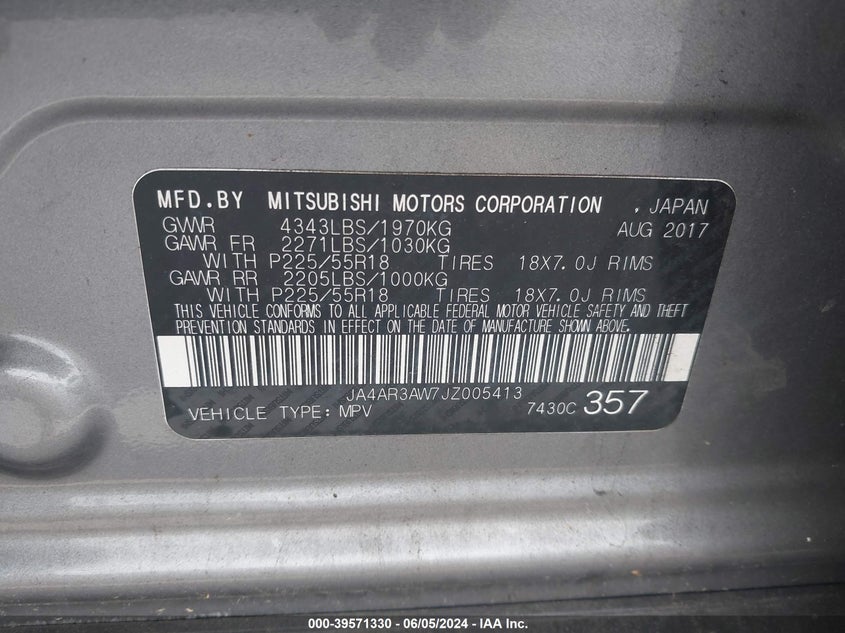 MFD.BY MITSUBISHI MOTORS CORPORATION , JAPAN
GVWR 4343LBS/1970KG AUG 2017
GAWR FR 2271LBS/1030KG
WITH P225/55R18 TIRES 18X7.0J RIMS
GAWR RR 2205LBS/1000KG
WITH P225/55R18 TIRES 18X7.0J RIMS
THIS VEHICLE CONFORMS TO ALL APPLICABLE FEDERAL MOTOR VEHICLE SAFETY AND THEFT
PREVENTION STANDARDS IN EFFECT ON THE DATE OF MANUFACTURE SHOWN ABOVE.
JA4AR3AW7JZ005413
VEHICLE TYPE: MPV 7430C 357
000-39571330 - 06/05/2024 - IAA Inc.